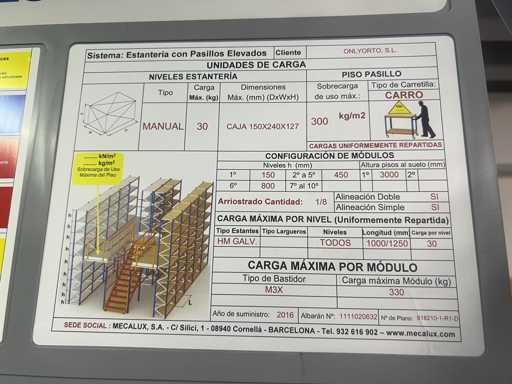 Sistema: Estantería con Pasillos Elevados Cliente ONLYORTO, S.L.
UNIDADES DE CARGA
NIVELES ESTANTERÍA PISO PASILLO
Tipo Carga Máx. (kg) Dimensiones Máx. (mm) (DxWxH) Sobrecarga de uso máx.: Tipo de Carretilla:
CARRO
MANUAL 30 CAJA 150X240X127 300 kg/m2
CARGAS UNIFORMEMENTE REPARTIDAS
CONFIGURACIÓN DE MÓDULOS
Niveles h (mm) Altura pisos al suelo (mm)
1º 150 2º a 5º 450 1º 3000 2º
6º 800 7º al 10º
Arriostrado Cantidad: 1/8 Alineación Doble SI
Alineación Simple SI
kN/m²
kg/m²
Sobrecarga de Uso
Máxima del Piso
CARGA MÁXIMA POR NIVEL (Uniformemente Repartida)
Tipo Estantes Tipo Largueros Niveles Longitud (mm) Carga por nivel
HM GALV. TODOS 1000/1250 30
CARGA MÁXIMA POR MÓDULO
Tipo de Bastidor Carga máxima Módulo (kg)
M3X 330
Año de suministro: 2016 Albarán Nº: 1111020632 Nº de Plano: 918210-1-R1-D
SEDE SOCIAL : MECALUX, S.A. - C/ Silici, 1 - 08940 Cornellá - BARCELONA - Tel. 932 616 902 – www.mecalux.com